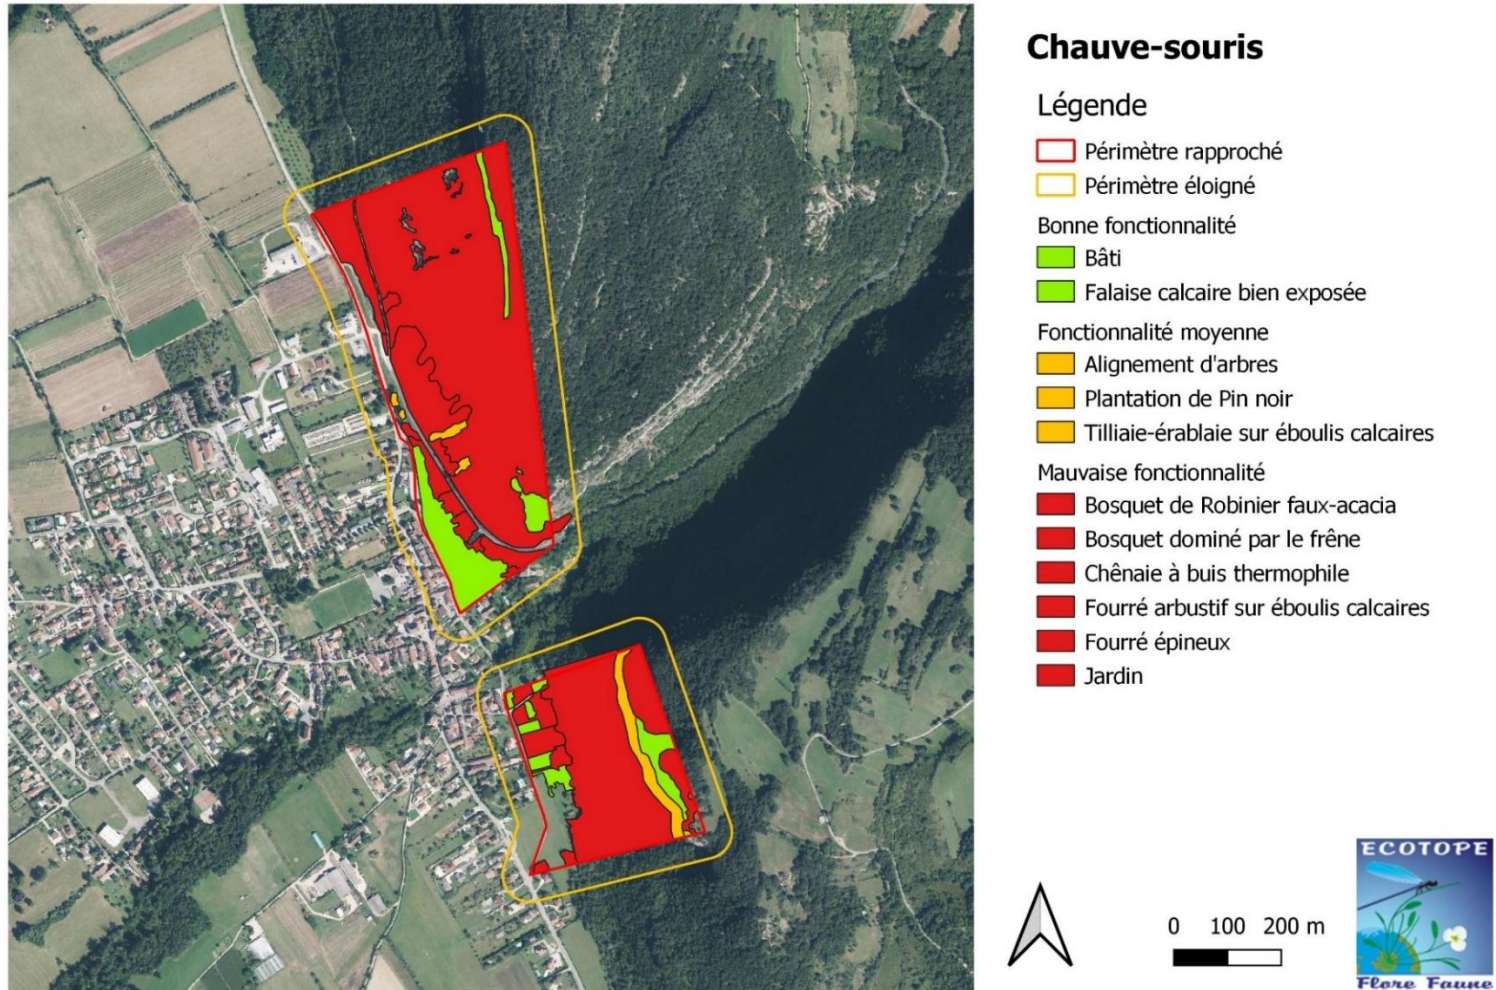 Chauve-souris
Légende
Périmètre rapproché
Périmètre éloigné
Bonne fonctionnalité
Bâti
Falaise calcaire bien exposée
Fonctionnalité moyenne
Alignement d'arbres
Plantation de Pin noir
Tilliaie-érablaie sur éboulis calcaires
Mauvaise fonctionnalité
Bosquet de Robinier faux-acacia
Bosquet dominé par le frêne
Chênaie à buis thermophile
Fourré arbustif sur éboulis calcaires
Fourré épineux
Jardin
0 100 200 m
ECOTOPE
Flore Faune